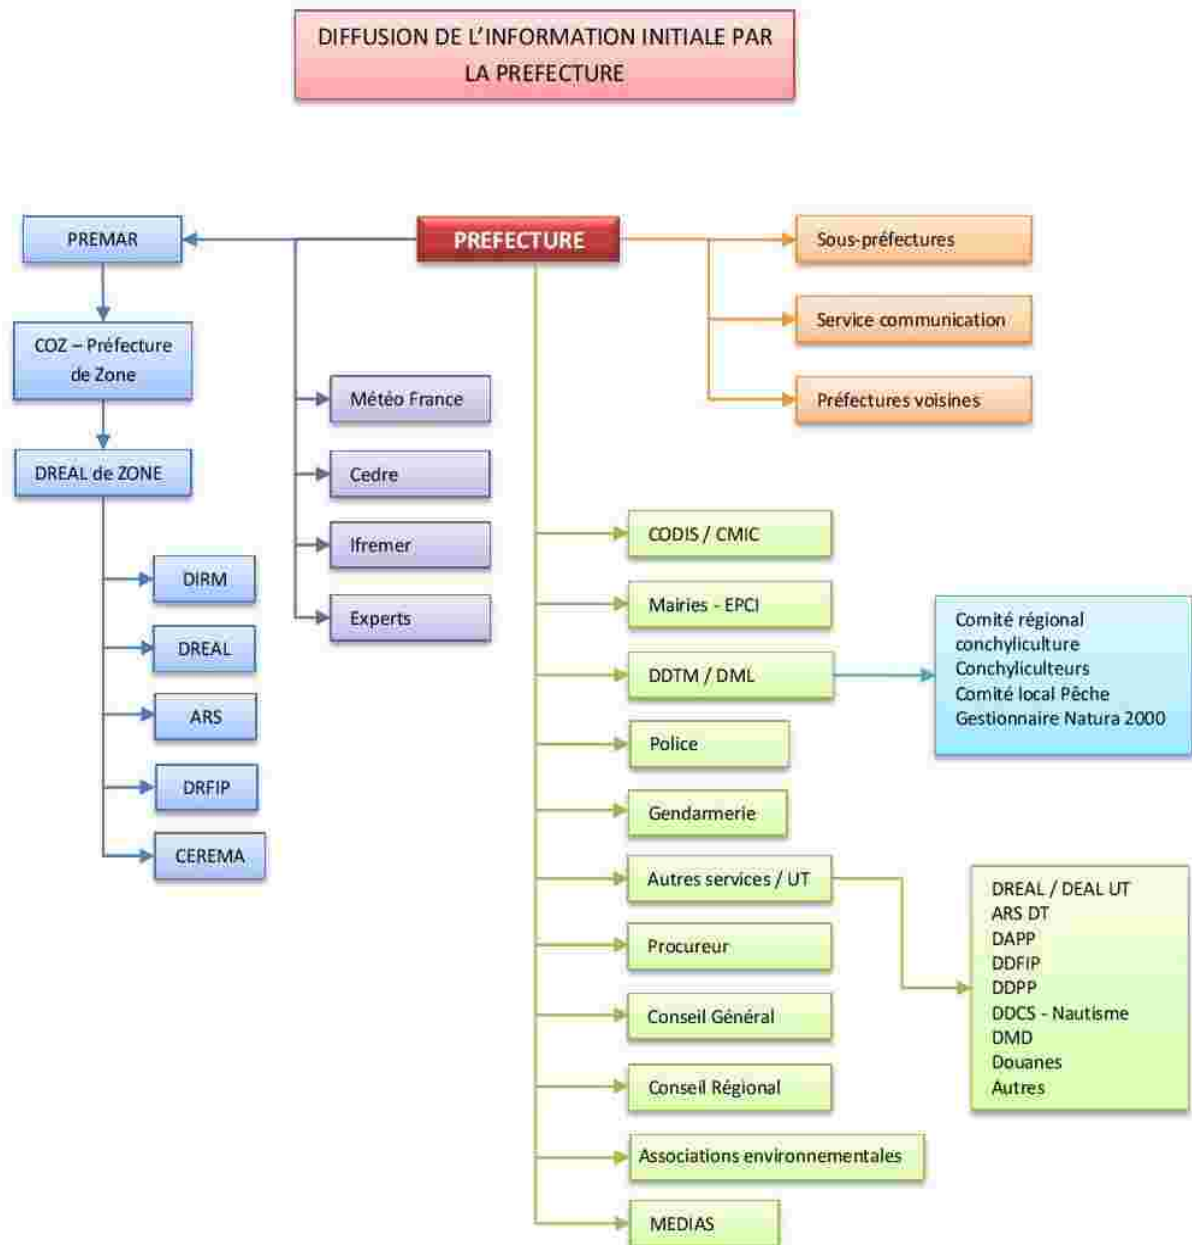 DIFFUSION DE L'INFORMATION INITIALE PAR
LA PREFECTURE
PREMAR
PREFECTURE
Sous-préfectures
COZ – Préfecture
de Zone
Service communication
Météo France
Préfectures voisines
DREAL de ZONE
Cedre
Ifremer
Experts
DIRM
DREAL
ARS
DRFIP
CEREMA
CODIS / CMIC
Mairies - EPCI
DDTM / DML
Comité régional
conchyliculture
Conchyliculteurs
Comité local Pêche
Gestionnaire Natura 2000
Police
Gendarmerie
Autres services / UT
DREAL / DEAL UT
ARS DT
DAPP
DDFIP
DDPP
DDCS - Nautisme
DMD
Douanes
Autres
Procureur
Conseil Général
Conseil Régional
Associations environnementales
MEDIAS